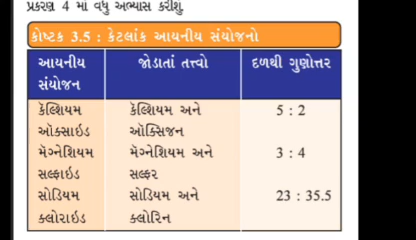 પ્રકરણ 4 માં વધુ અભ્યાસ કરીશું.
કોષ્ટક 3.5 : કેટલાંક આયનીય સંયોજનો
આયનીય સંયોજન જોડાતાં તત્ત્વો દળથી ગુણોત્તર
કૅલ્શિયમ કૅલ્શિયમ અને 5 : 2
ઑક્સાઇડ ઑક્સિજન
મૅગ્નેશિયમ મૅગ્નેશિયમ અને 3 : 4
સલ્ફાઇડ સલ્ફર
સોડિયમ સોડિયમ અને 23 : 35.5
ક્લોરાઇડ ક્લોરિન